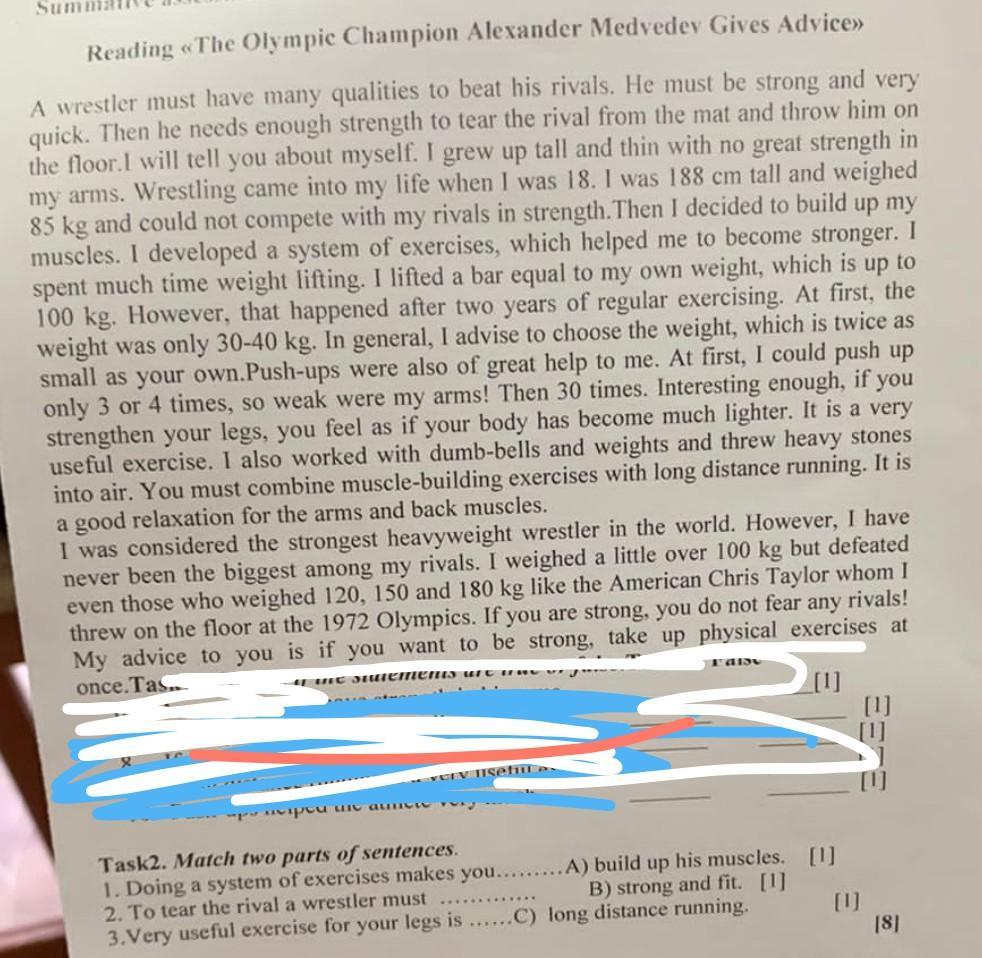 Summative
Reading «The Olympic Champion Alexander Medvedev Gives Advice»
A wrestler must have many qualities to beat his rivals. He must be strong and very
quick. Then he needs enough strength to tear the rival from the mat and throw him on
the floor.I will tell you about myself. I grew up tall and thin with no great strength in
my arms. Wrestling came into my life when I was 18. I was 188 cm tall and weighed
85 kg and could not compete with my rivals in strength.Then I decided to build up my
muscles. I developed a system of exercises, which helped me to become stronger. I
spent much time weight lifting. I lifted a bar equal to my own weight, which is up to
100 kg. However, that happened after two years of regular exercising. At first, the
weight was only 30-40 kg. In general, I advise to choose the weight, which is twice as
small as your own.Push-ups were also of great help to me. At first, I could push up
only 3 or 4 times, so weak were my arms! Then 30 times. Interesting enough, if you
strengthen your legs, you feel as if your body has become much lighter. It is a very
useful exercise. I also worked with dumb-bells and weights and threw heavy stones
into air. You must combine muscle-building exercises with long distance running. It is
a good relaxation for the arms and back muscles.
I was considered the strongest heavyweight wrestler in the world. However, I have
never been the biggest among my rivals. I weighed a little over 100 kg but defeated
even those who weighed 120, 150 and 180 kg like the American Chris Taylor whom I
threw on the floor at the 1972 Olympics. If you are strong, you do not fear any rivals!
My advice to you is if you want to be strong, take up physical exercises at
once. the statements are False
[1]
[1]
[1]
very useful
helped the athlete very [1]
Task2. Match two parts of sentences.
1. Doing a system of exercises makes you.........A) build up his muscles. [1]
2. To tear the rival a wrestler must ............. B) strong and fit. [1]
3.Very useful exercise for your legs is ......C) long distance running. [1]
[8]